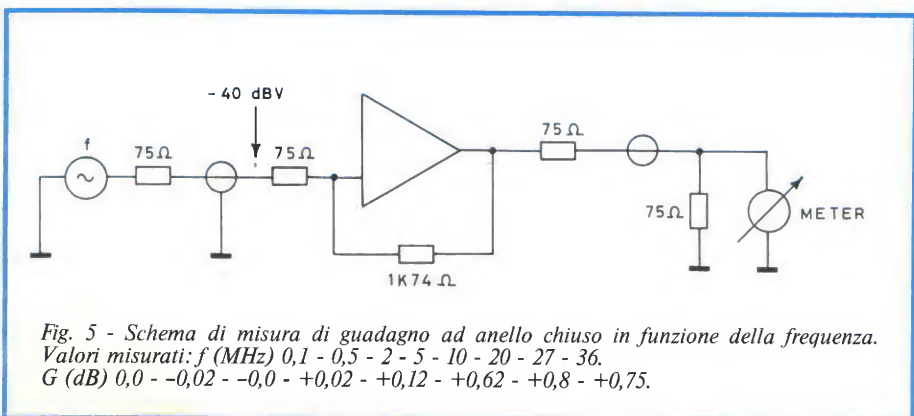 - 40 dBV
f
75Ω
75Ω
75Ω
75Ω
METER
1K74 Ω
Fig. 5 - Schema di misura di guadagno ad anello chiuso in funzione della frequenza.
Valori misurati: f (MHz) 0,1 - 0,5 - 2 - 5 - 10 - 20 - 27 - 36.
G (dB) 0,0 - -0,02 - -0,0 - +0,02 - +0,12 - +0,62 - +0,8 - +0,75.